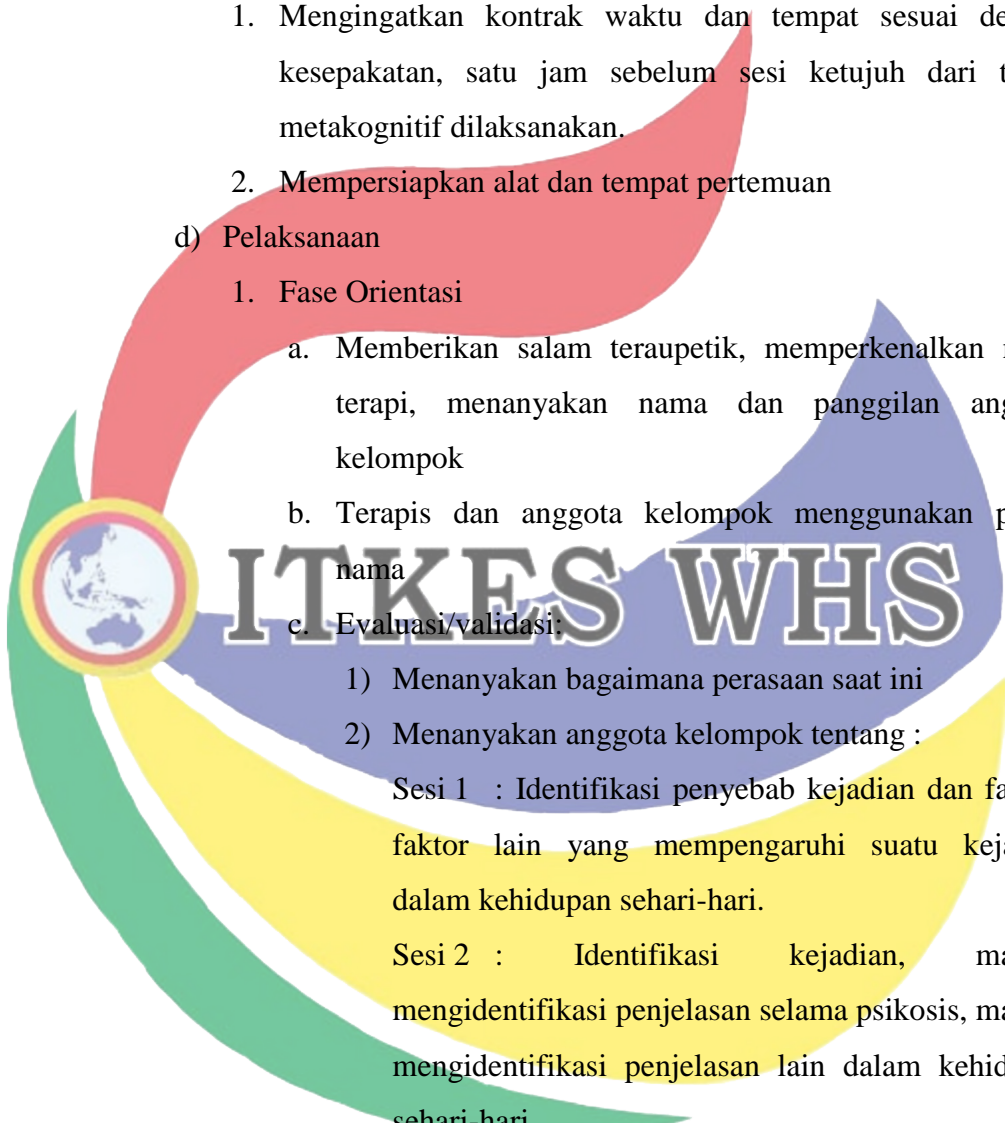 1. Mengingatkan kontrak waktu dan tempat sesuai de
kesepakatan, satu jam sebelum sesi ketujuh dari t
metakognitif dilaksanakan.
2. Mempersiapkan alat dan tempat pertemuan
d) Pelaksanaan
1. Fase Orientasi
a. Memberikan salam teraupetik, memperkenalkan
terapi, menanyakan nama dan panggilan ang
kelompok
b. Terapis dan anggota kelompok menggunakan p
nama
ITKES WHS
c. Evaluasi/validasi:
1) Menanyakan bagaimana perasaan saat ini
2) Menanyakan anggota kelompok tentang :
Sesi 1 : Identifikasi penyebab kejadian dan fa
faktor lain yang mempengaruhi suatu keja
dalam kehidupan sehari-hari.
Sesi 2 : Identifikasi kejadian, ma
mengidentifikasi penjelasan selama psikosis, ma
mengidentifikasi penjelasan lain dalam kehid
sehari-hari